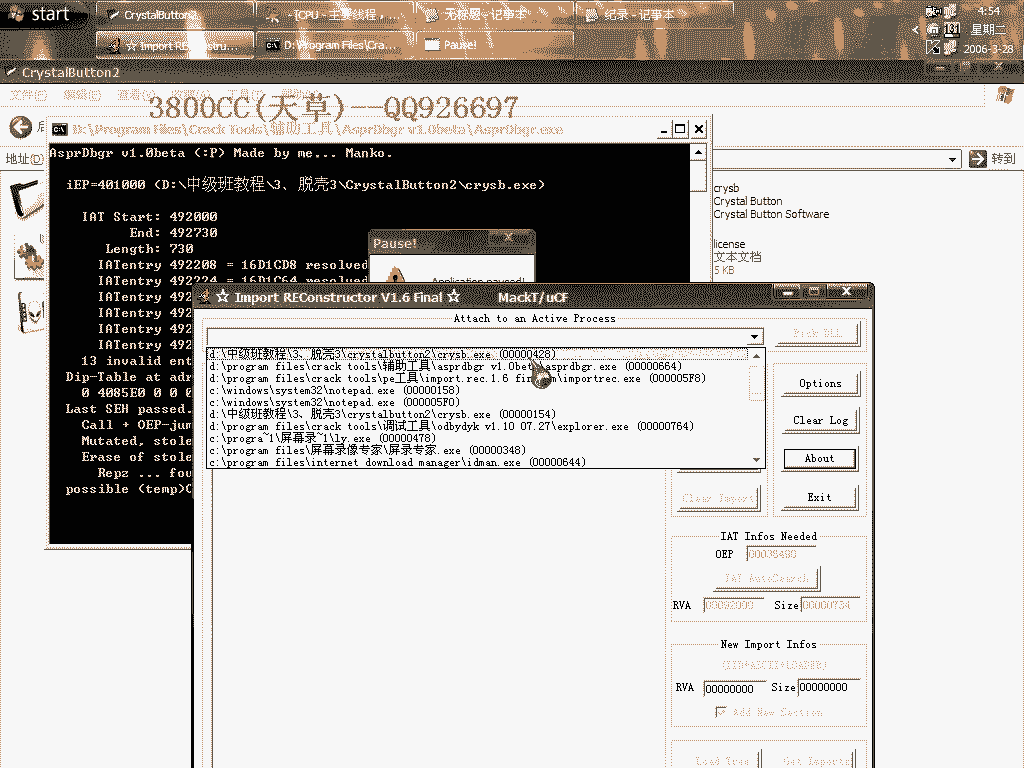 start
CrystalButton2
- [CPU - 主要线程, ...
无标题 - 记事本
纪录 - 记事本
4:54
☆ Import REConstru...
D:\Program Files\Cra...
Pause!
星期二
2006-3-28
CrystalButton2
文件(F)
编辑(E)
查看(V)
3800CC(天草)--QQ926697
D:\Program Files\Crack Tools\辅助工具\AsprDbgr v1.0beta\AsprDbgr.exe
地址(D)
转到
AsprDbgr v1.0beta (:P) Made by me... Manko.
iEP=401000 (D:\中级班教程\3、脱壳3\CrystalButton2\crysb.exe)
IAT Start: 492000
End: 492730
Length: 730
IATentry 492208 = 16D1CD8 resolved
IATentry 492224 = 16D1C64 resolved
IATentry 492
IATentry 492
IATentry 492
IATentry 492
13 invalid ent
Dip-Table at adr
0 4085E0 0 0 0
Last SEH passed.
Call + OEP-jum
Mutated, stole
Erase of stole
Repz ... fou
possible (temp)O
crysb
Crystal Button
Crystal Button Software
license
文本文档
5 KB
Pause!
Application paused!
☆ Import REConstructor V1.6 Final ☆
MackT/uCF
Attach to an Active Process
Pick DLL
d:\中级班教程\3、脱壳3\crystalbutton2\crysb.exe (00000428)
d:\program files\crack tools\辅助工具\asprdbgr v1.0beta\asprdbgr.exe (00000664)
d:\program files\crack tools\pe工具\import.rec.1.6 fin\importrec.exe (000005F8)
c:\windows\system32\notepad.exe (00000158)
c:\windows\system32\notepad.exe (000005F0)
d:\中级班教程\3、脱壳3\crystalbutton2\crysb.exe (00000154)
d:\program files\crack tools\调试工具\odbydyk v1.10 07.27\explorer.exe (00000764)
c:\progra~1\屏幕录~1\ly.exe (00000478)
c:\program files\屏幕录像专家\屏录专家.exe (00000348)
c:\program files\internet download manager\idman.exe (00000644)
Options
Clear Log
About
Clear Import
Exit
IAT Infos Needed
OEP
IAT AutoSearch
RVA 00092000 Size 00000734
New Import Infos
(IID+ASCII+LOADER)
RVA 00000000 Size 00000000
Add New Section
Load Tree
Get Imports